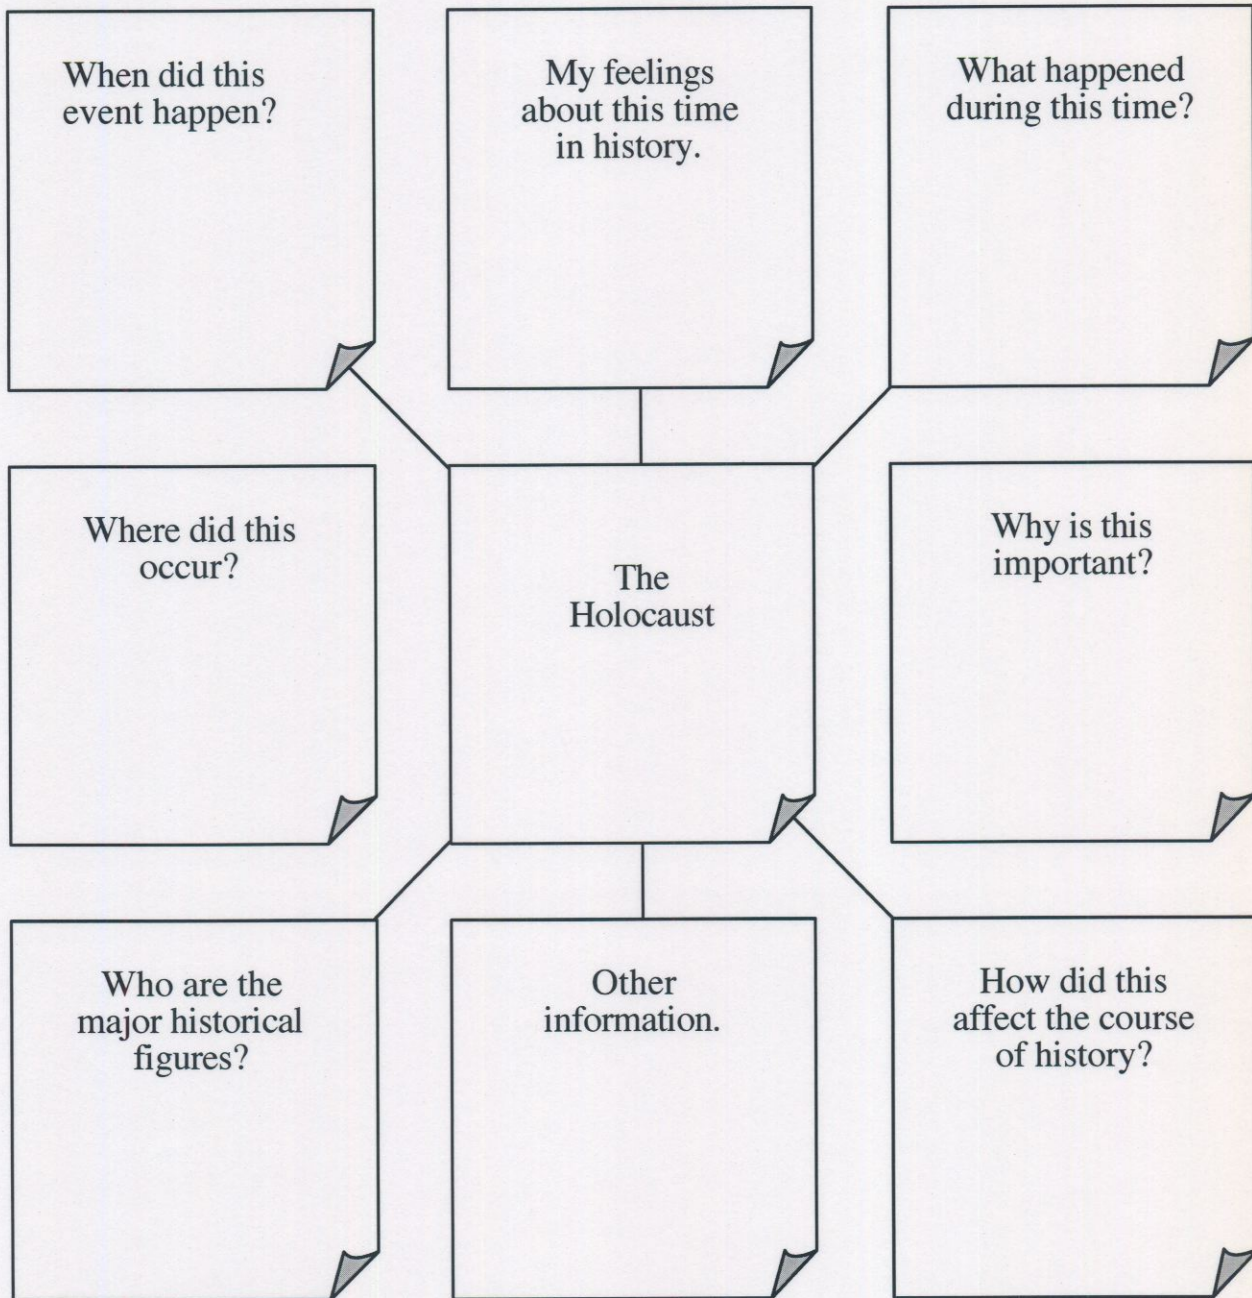 When did this
event happen?
My feelings
about this time
in history.
What happened
during this time?
Where did this
occur?
The
Holocaust
Why is this
important?
Who are the
major historical
figures?
Other
information.
How did this
affect the course
of history?